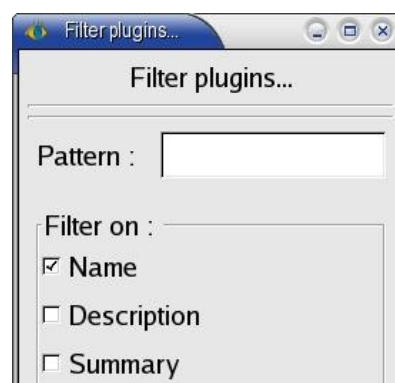 Filter plugins...
Filter plugins...
Pattern :
Filter on :
Name
Description
Summary